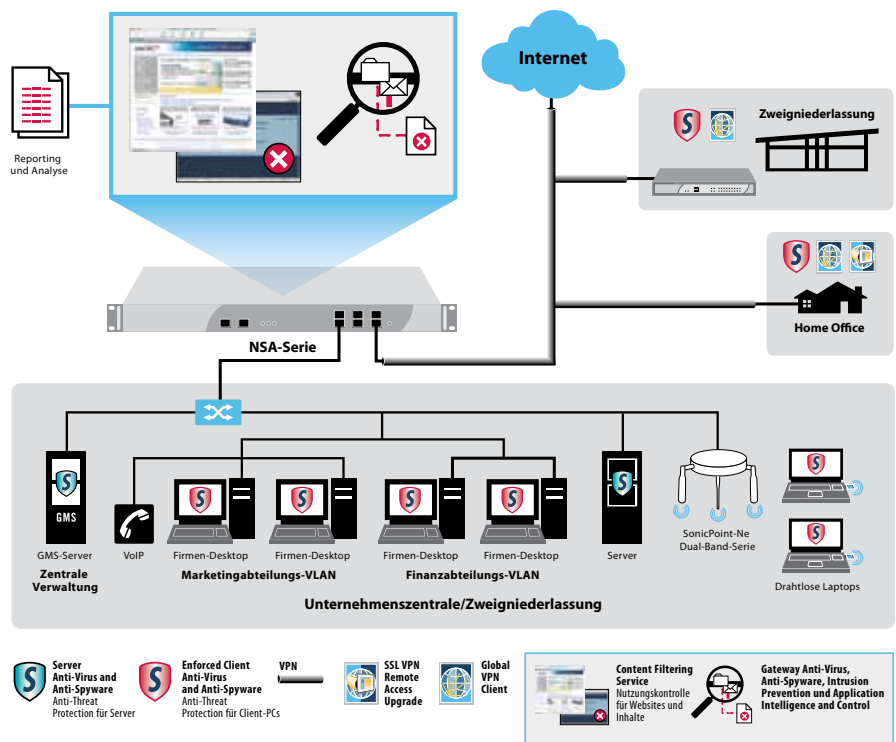 Internet
Zweigniederlassung
Reporting
und Analyse
Home Office
NSA-Serie
GMS
GMS-Server
VoIP
Firmen-Desktop
Firmen-Desktop
Firmen-Desktop
Firmen-Desktop
Server
SonicPoint-Ne
Dual-Band-Serie
Zentrale
Verwaltung
Marketingabteilungs-VLAN
Finanzabteilungs-VLAN
Drahtlose Laptops
Unternehmenszentrale/Zweigniederlassung
Server
Anti-Virus and
Anti-Spyware
Anti-Threat
Protection für Server
Enforced Client
Anti-Virus
and Anti-Spyware
Anti-Threat
Protection für Client-PCs
VPN
SSL VPN
Remote
Access
Upgrade
Global
VPN
Client
Content Filtering
Service
Nutzungskontrolle
für Websites und
Inhalte
Gateway Anti-Virus,
Anti-Spyware, Intrusion
Prevention und Application
Intelligence and Control